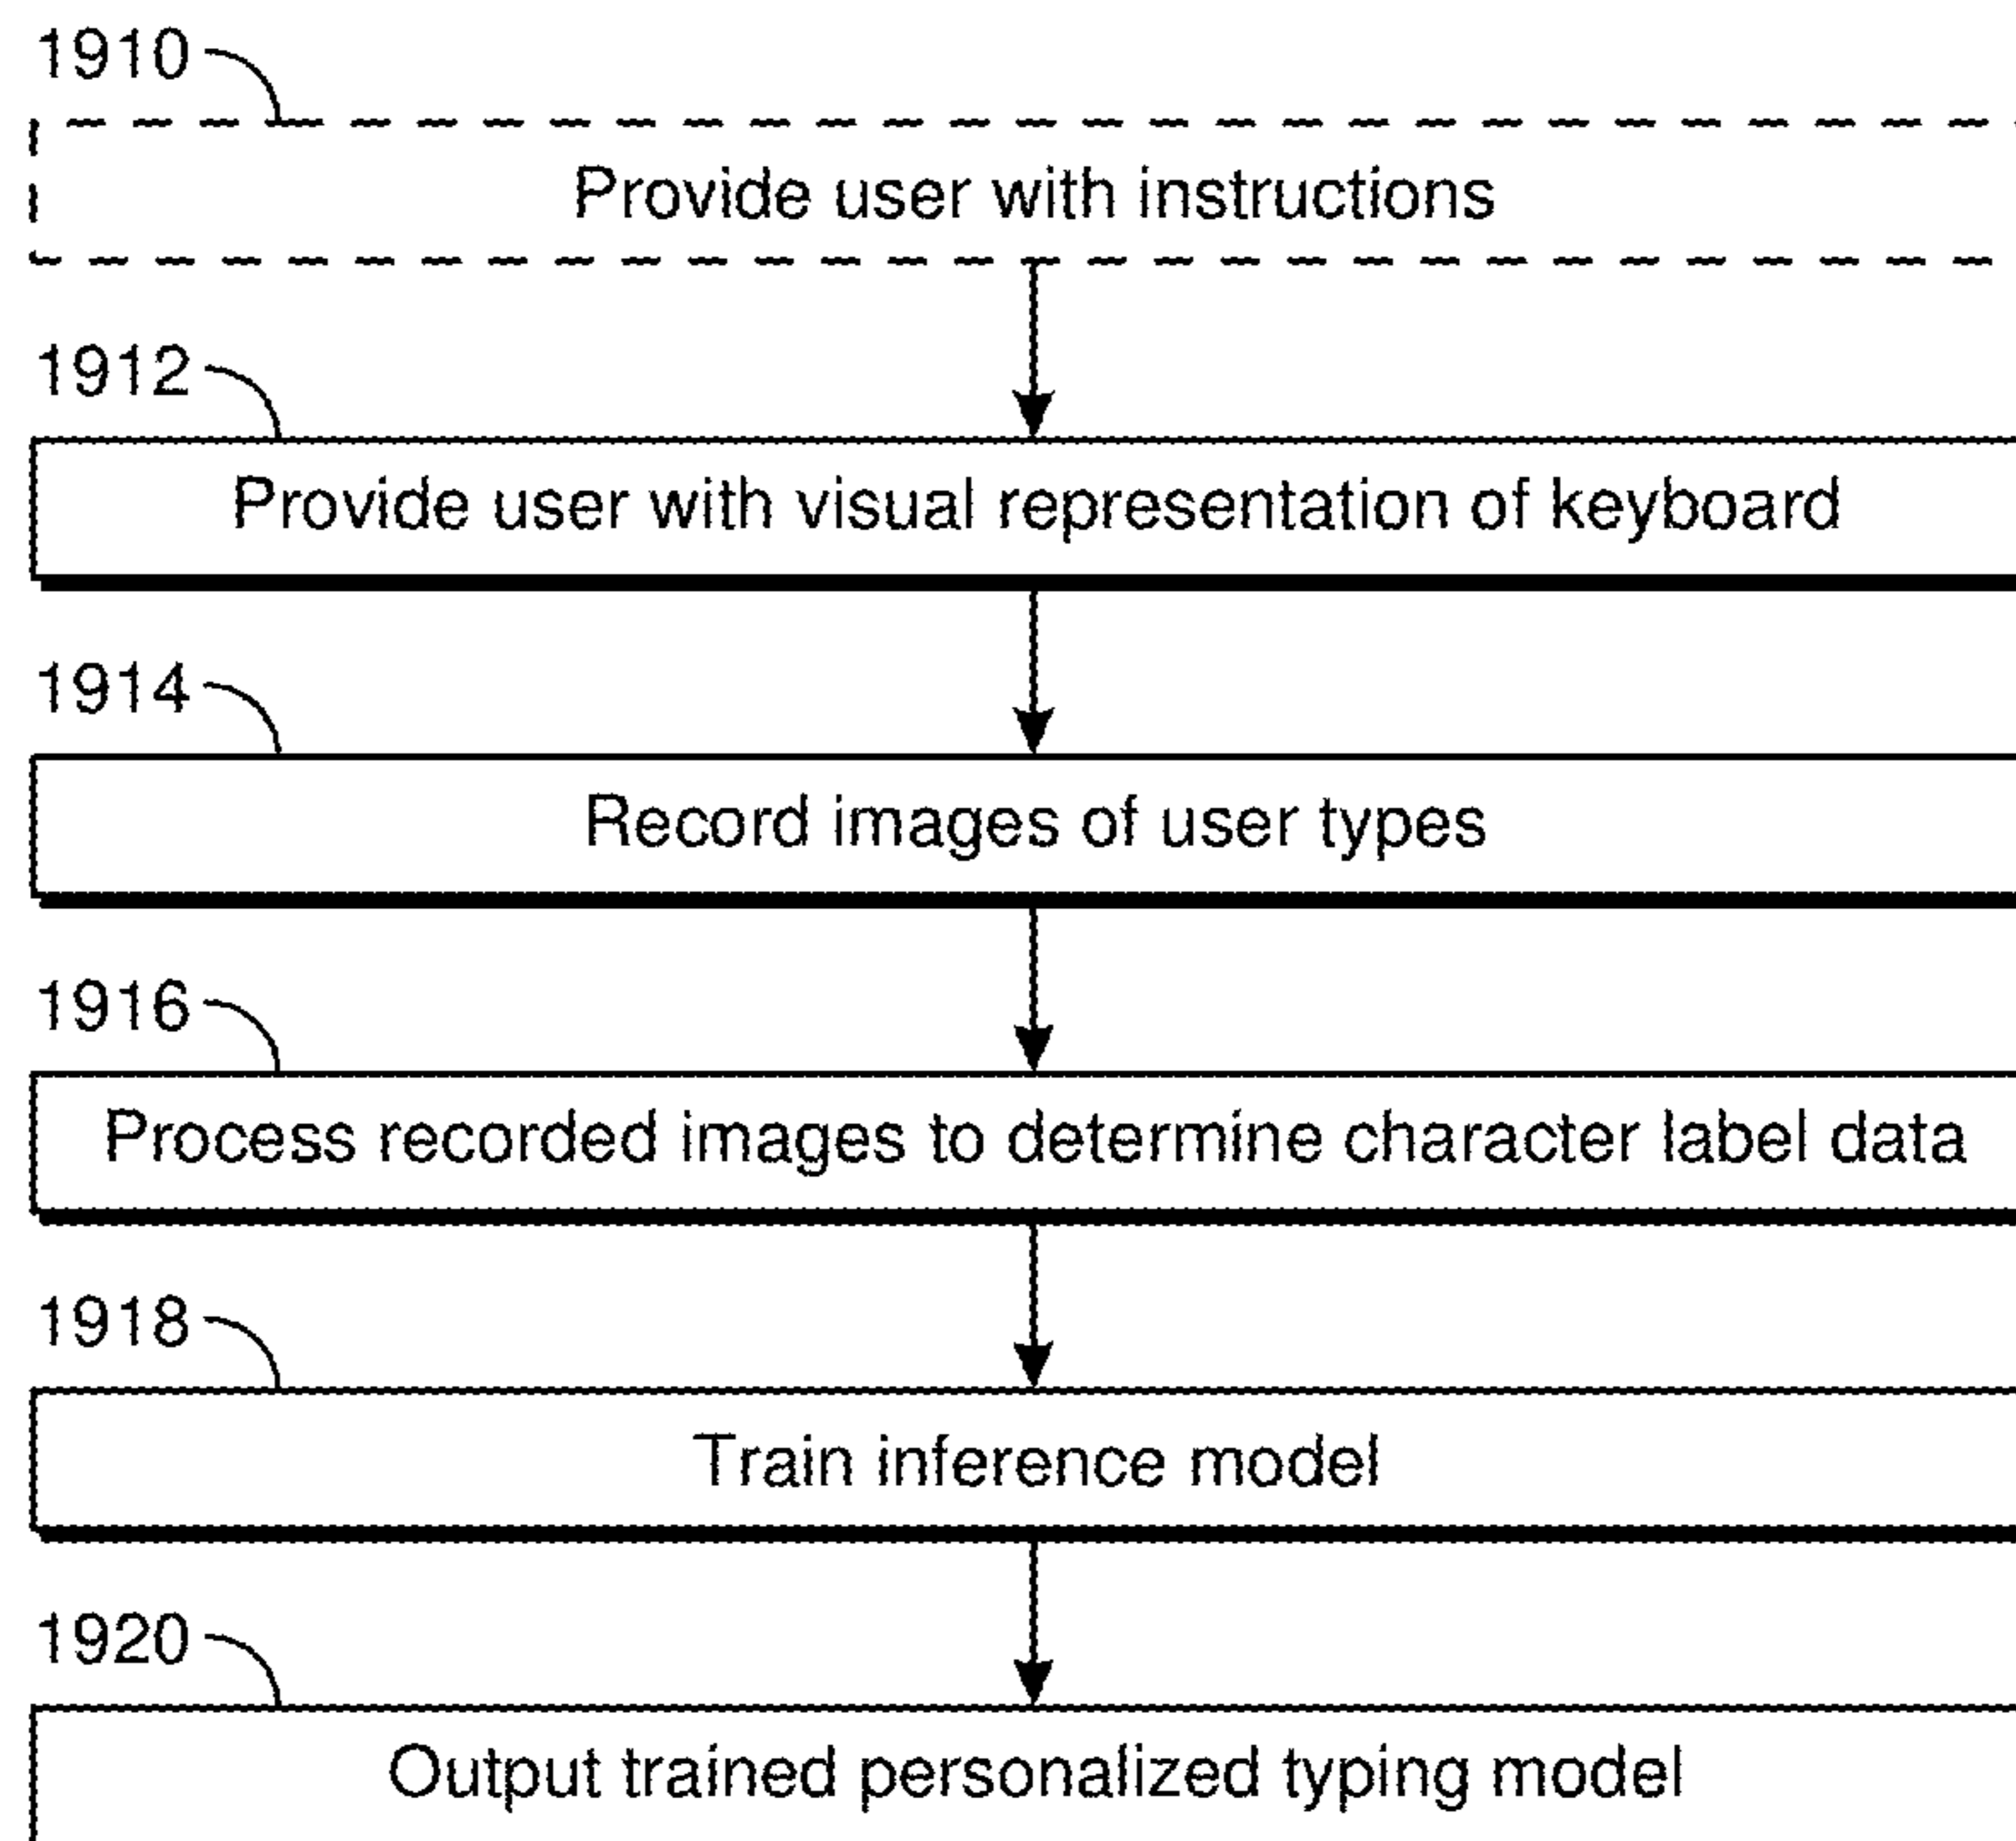 1910
Provide user with instructions
1912
Provide user with visual representation of keyboard
1914
Record images of user types
1916
Process recorded images to determine character label data
1918
Train inference model
1920
Output trained personalized typing model